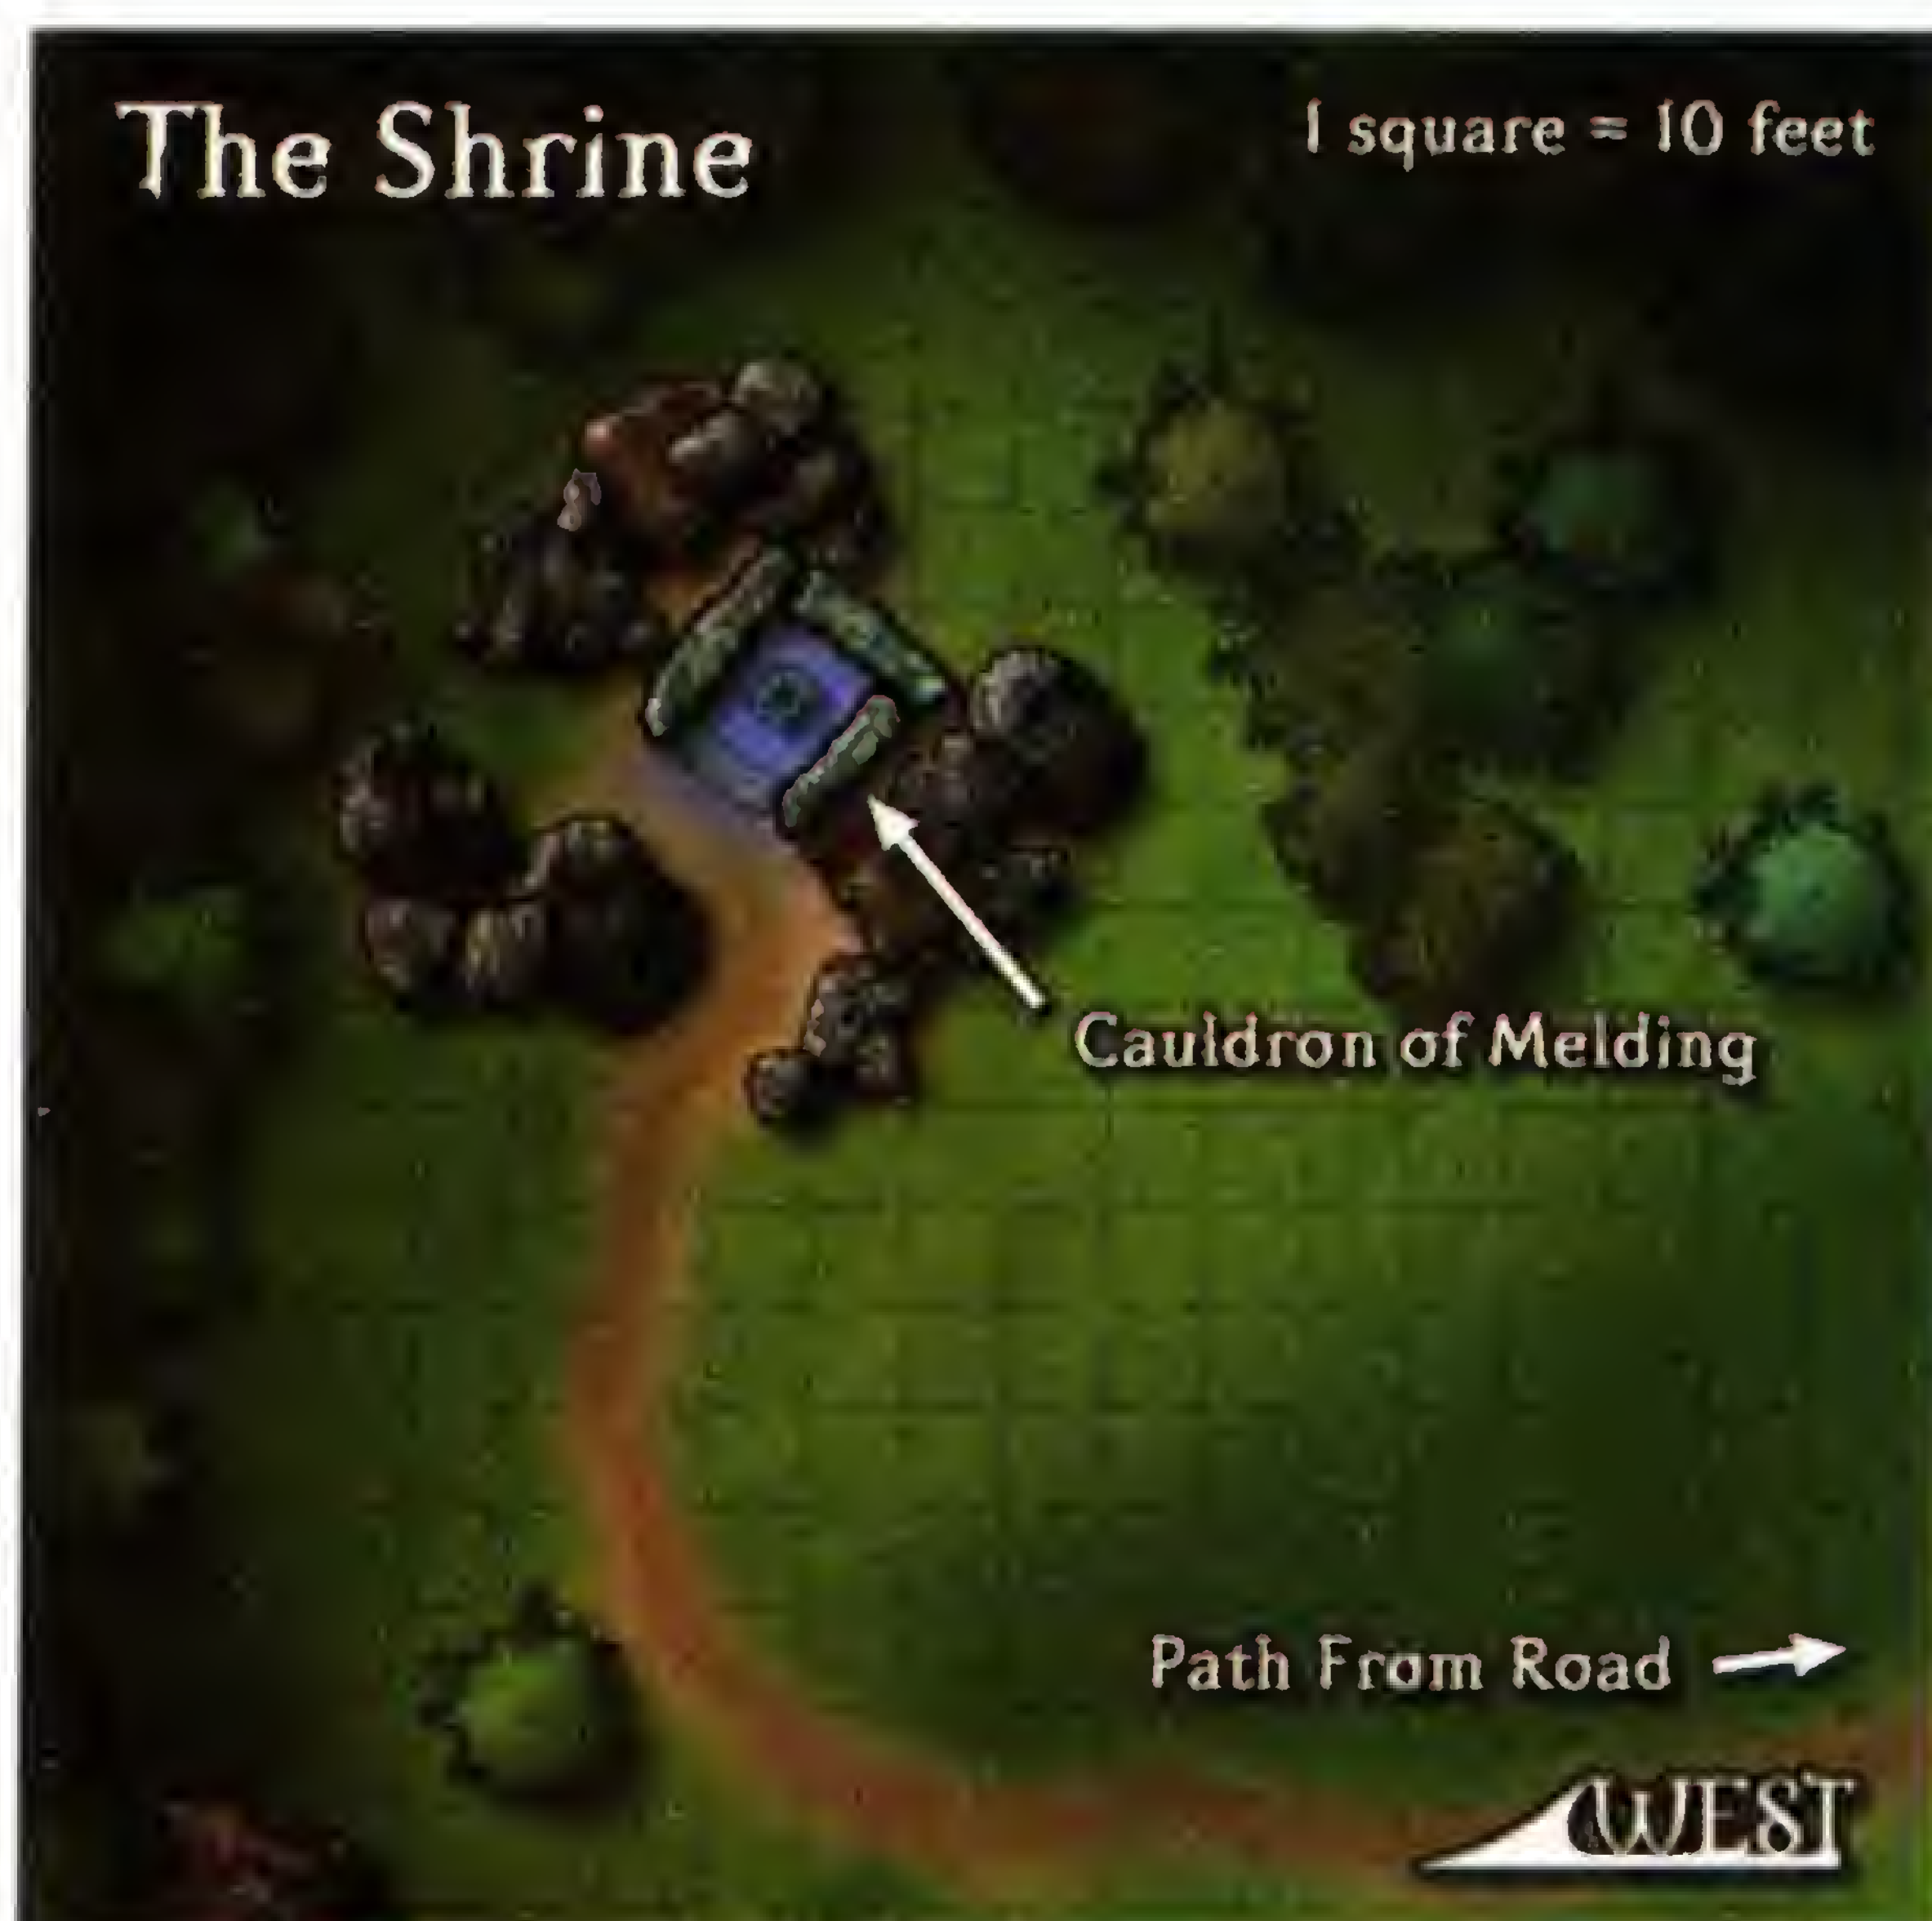 The Shrine
1 square = 10 feet
Cauldron of Melding
Path From Road
WEST